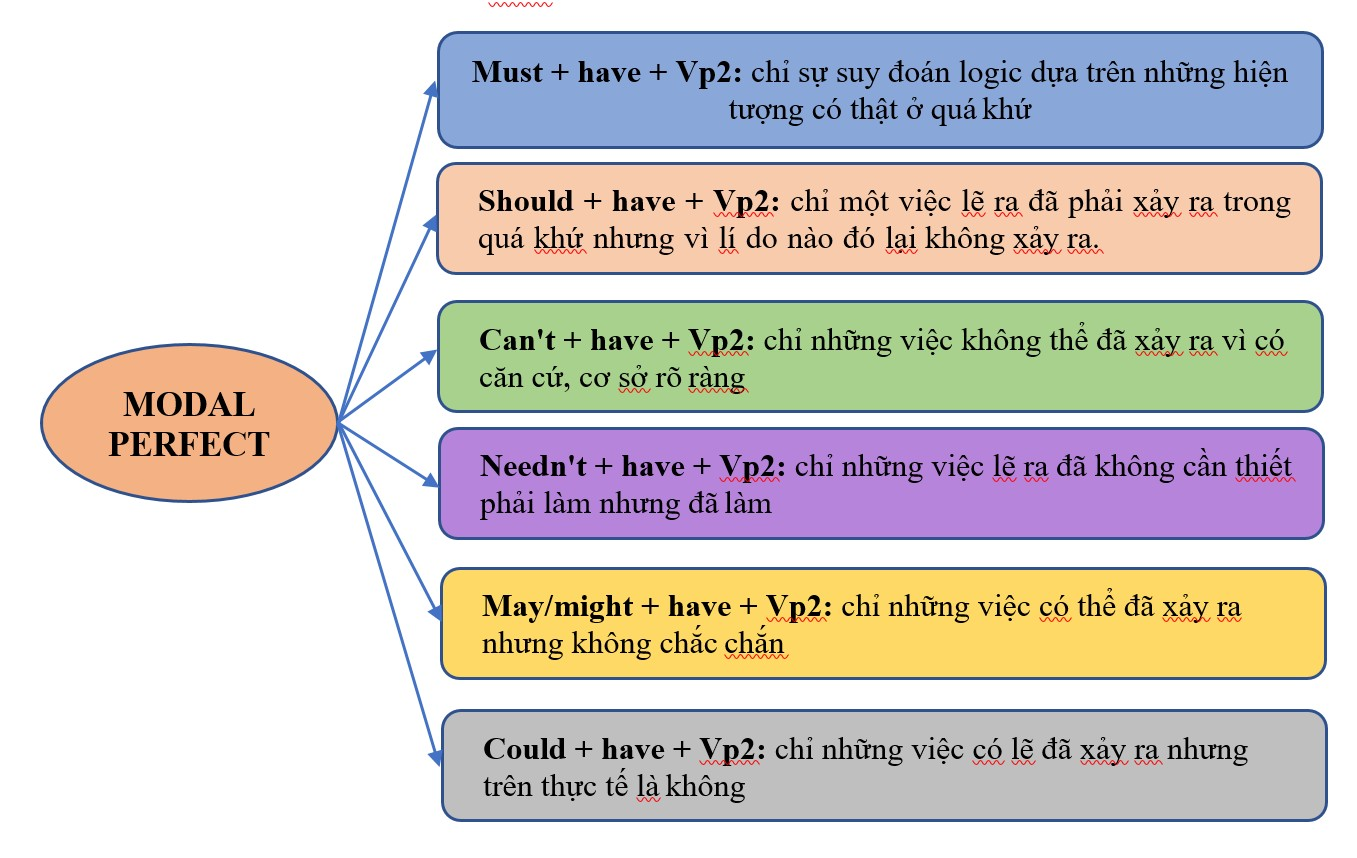 Must + have + Vp2: chỉ sự suy đoán logic dựa trên những hiện
tượng có thật ở quá khứ
Should + have + Vp2: chỉ một việc lẽ ra đã phải xảy ra trong
quá khứ nhưng vì lí do nào đó lại không xảy ra.
Can't + have + Vp2: chỉ những việc không thể đã xảy ra vì có
căn cứ, cơ sở rõ ràng
MODAL
PERFECT
Needn't + have + Vp2: chỉ những việc lẽ ra đã không cần thiết
phải làm nhưng đã làm
May/might + have + Vp2: chỉ những việc có thể đã xảy ra
nhưng không chắc chắn
Could + have + Vp2: chỉ những việc có lẽ đã xảy ra nhưng
trên thực tế là không